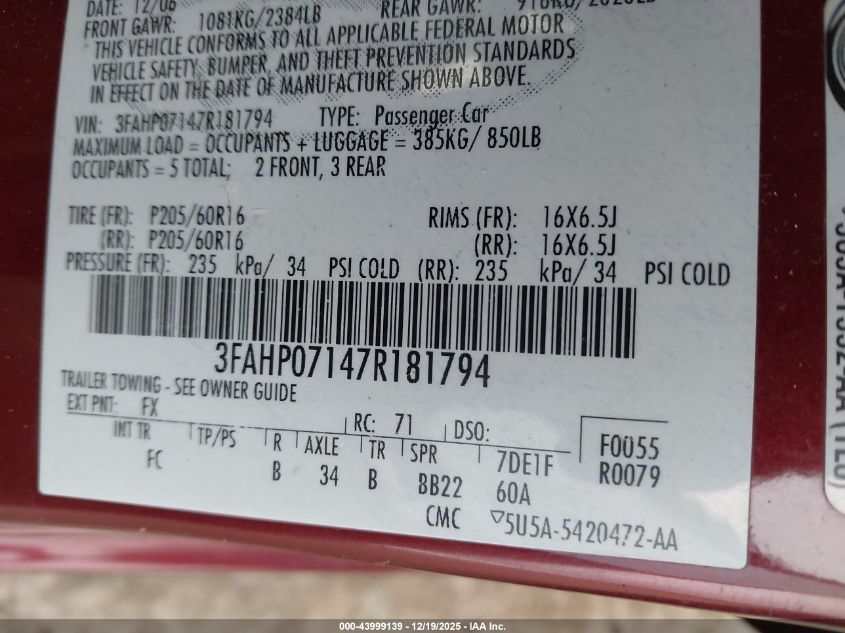 DATE: 12/06
FRONT GAWR: 1081KG/2384LB REAR GAWR:
THIS VEHICLE CONFORMS TO ALL APPLICABLE FEDERAL MOTOR
VEHICLE SAFETY, BUMPER, AND THEFT PREVENTION STANDARDS
IN EFFECT ON THE DATE OF MANUFACTURE SHOWN ABOVE.
VIN: 3FAHP07147R181794 TYPE: Passenger Car
MAXIMUM LOAD = OCCUPANTS + LUGGAGE = 385KG/ 850LB
OCCUPANTS = 5 TOTAL; 2 FRONT, 3 REAR
TIRE (FR): P205/60R16 RIMS (FR): 16X6.5J
(RR): P205/60R16 (RR): 16X6.5J
PRESSURE (FR): 235 kPa/ 34 PSI COLD (RR): 235 kPa/ 34 PSI COLD
3FAHP07147R181794
TRAILER TOWING - SEE OWNER GUIDE
EXT PNT: FX RC: 71 DSO:
INT TR TP/PS R AXLE TR SPR 7DE1F F0055
FC B 34 B BB22 60A R0079
CMC ▽5U5A-5420472-AA
000-43999139 - 12/19/2025 - IAA Inc.